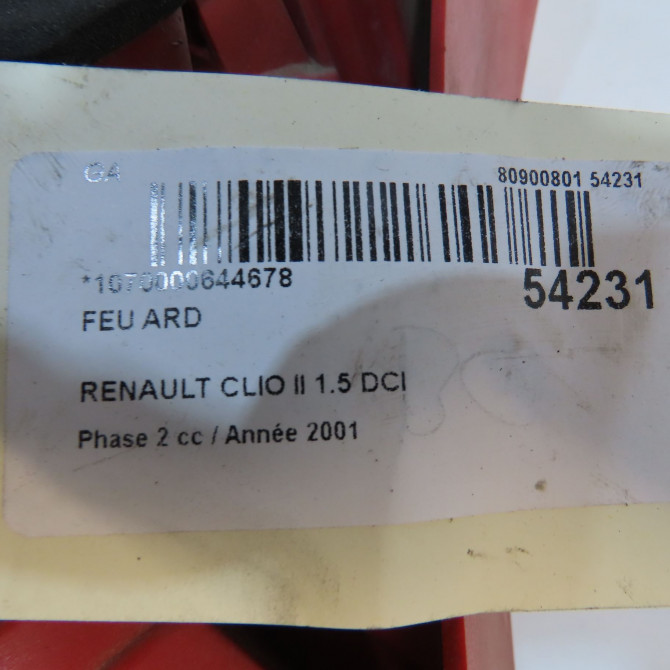 GA
80900801 54231
*1070000644678
54231
FEU ARD
RENAULT CLIO II 1.5 DCI
Phase 2 cc / Année 2001